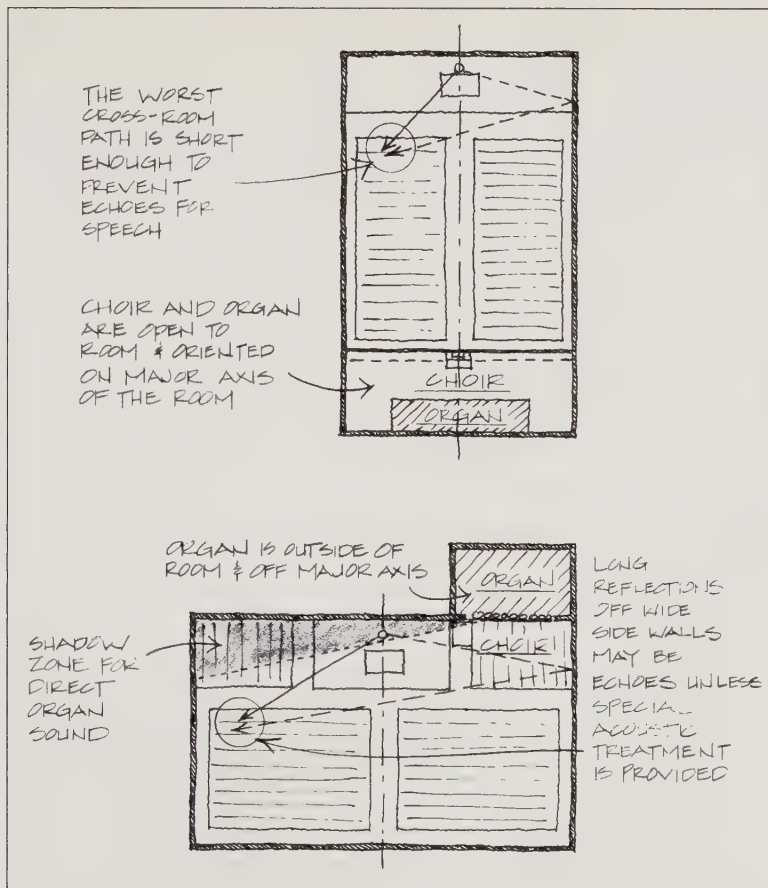 THE WORST
CROSS-ROOM
PATH IS SHORT
ENOUGH TO
PREVENT
ECHOES FOR
SPEECH
CHOIR AND ORGAN
ARE OPEN TO
ROOM & ORIENTED
ON MAJOR AXIS
OF THE ROOM
CHOIR
ORGAN
ORGAN IS OUTSIDE OF
ROOM & OFF MAJOR AXIS
ORGAN
CHOIR
SHADOW
ZONE FOR
DIRECT
ORGAN
SOUND
LONG
REFLECTIONS
OFF WIDE
SIDE WALLS
MAY BE
ECHOES UNLESS
SPECIAL
ACOUSTIC
TREATMENT
IS PROVIDED